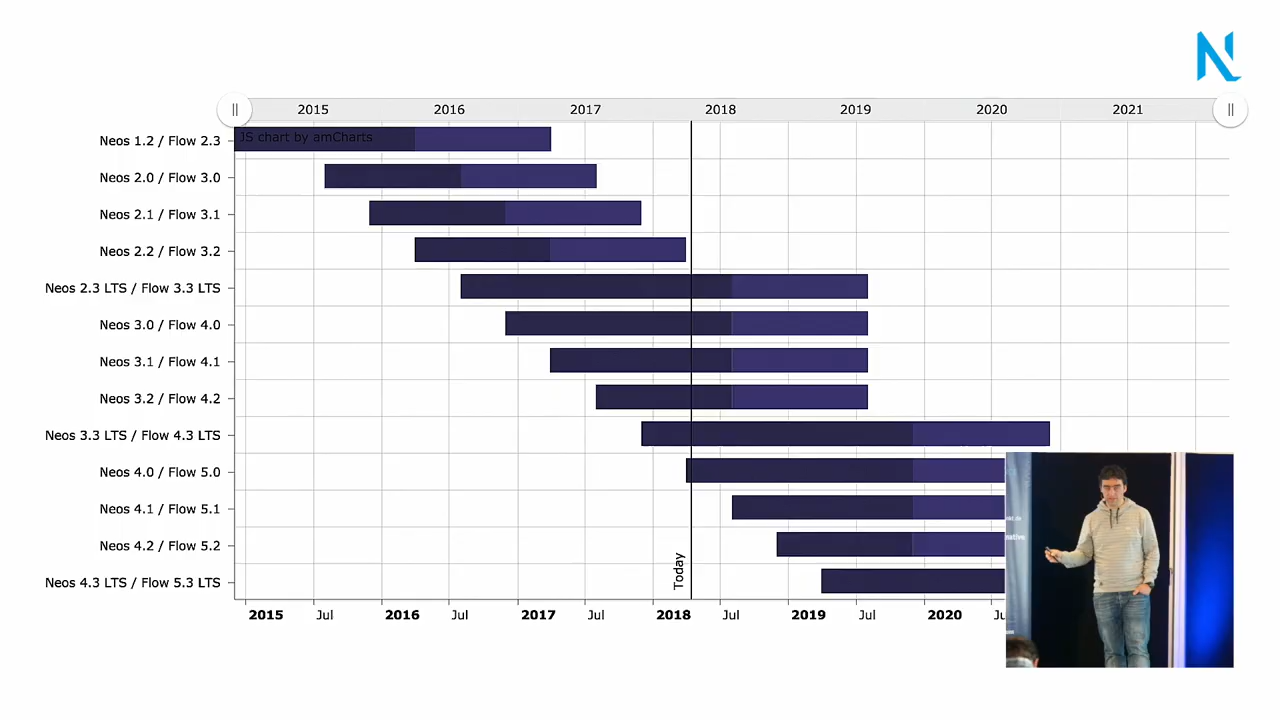 2015 2016 2017 2018 2019 2020 2021
JS chart by amCharts
Neos 1.2 / Flow 2.3
Neos 2.0 / Flow 3.0
Neos 2.1 / Flow 3.1
Neos 2.2 / Flow 3.2
Neos 2.3 LTS / Flow 3.3 LTS
Neos 3.0 / Flow 4.0
Neos 3.1 / Flow 4.1
Neos 3.2 / Flow 4.2
Neos 3.3 LTS / Flow 4.3 LTS
Neos 4.0 / Flow 5.0
Neos 4.1 / Flow 5.1
Neos 4.2 / Flow 5.2
Neos 4.3 LTS / Flow 5.3 LTS
Today
2015 Jul 2016 Jul 2017 Jul 2018 Jul 2019 Jul 2020